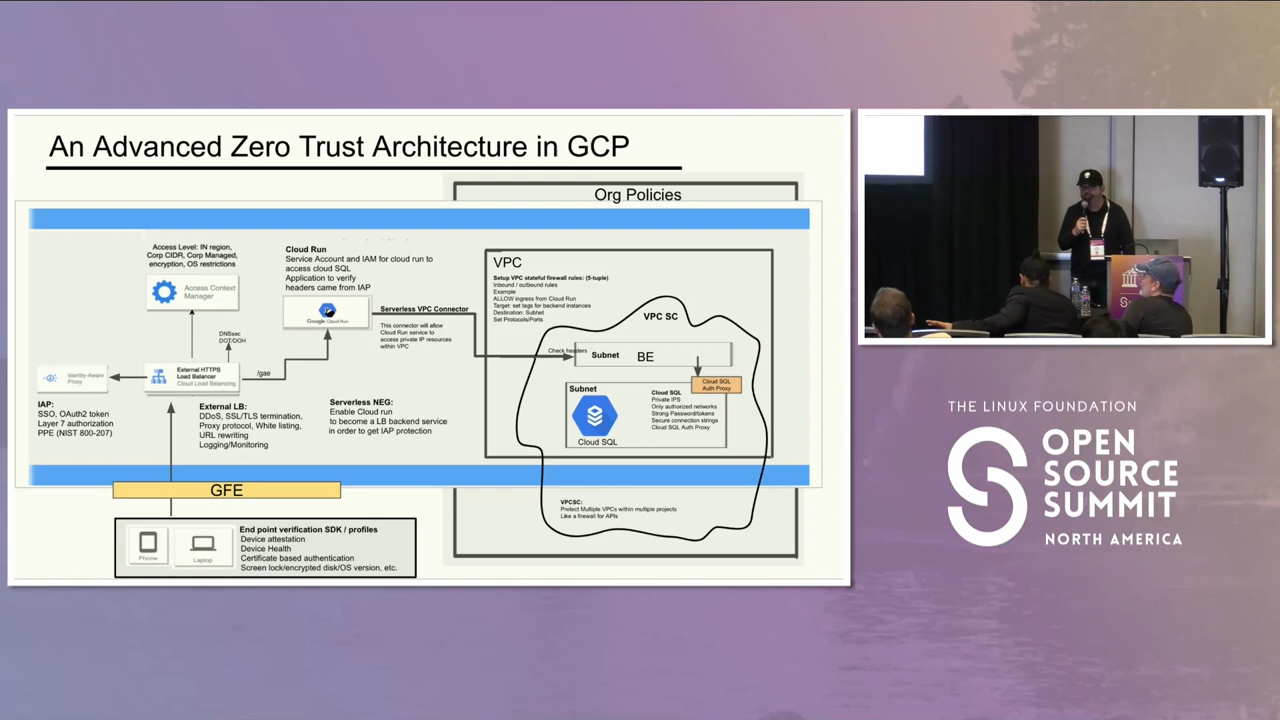 An Advanced Zero Trust Architecture in GCP
Org Policies
Access Level: IN region,
Corp CIDR, Corp Managed,
encryption, OS restrictions
Access Context
Manager
DNSsec
DOT/DOH
Identity-Aware
Proxy
External HTTPS
Load Balancer
Cloud Load Balancing
/gae
IAP:
SSO, OAuth2 token
Layer 7 authorization
PPE (NIST 800-207)
External LB:
DDoS, SSL/TLS termination,
Proxy protocol, White listing,
URL rewriting
Logging/Monitoring
Cloud Run
Service Account and IAM for cloud run to
access cloud SQL
Application to verify
headers came from IAP
Google Cloud Run
Serverless VPC Connector
This connector will allow
Cloud Run service to
access private IP resources
within VPC
Serverless NEG:
Enable Cloud run
to become a LB backend service
in order to get IAP protection
VPC
Setup VPC stateful firewall rules: (5-tuple)
Inbound / outbound rules
Example
ALLOW ingress from Cloud Run
Target: set tags for backend instances
Destination: Subnet
Set Protocols/Ports
VPC SC
Check headers
Subnet BE
Cloud SQL
Auth Proxy
Subnet
Cloud SQL
Cloud SQL
Private IPS
Only authorized networks
Strong Password/tokens
Secure connection strings
Cloud SQL Auth Proxy
VPCSC:
Protect Multiple VPCs within multiple projects
Like a firewall for APIs
GFE
Phone
Laptop
End point verification SDK / profiles
Device attestation
Device Health
Certificate based authentication
Screen lock/encrypted disk/OS version, etc.
THE LINUX FOUNDATION
OPEN
SOURCE
SUMMIT
NORTH AMERICA